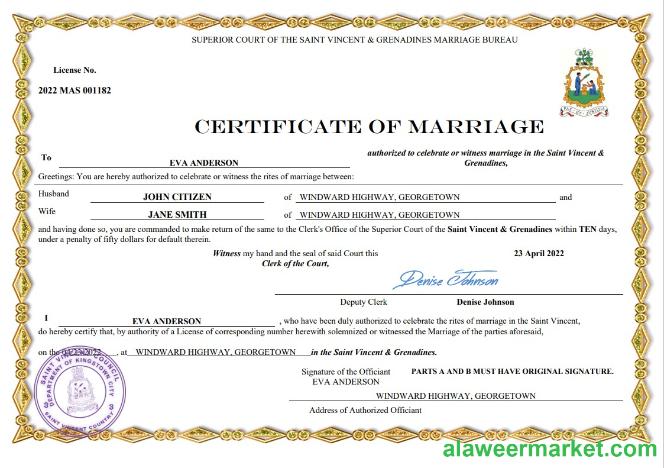 SUPERIOR COURT OF THE SAINT VINCENT & GRENADINES MARRIAGE BUREAU
License No.
2022 MAS 001182
CERTIFICATE OF MARRIAGE
To EVA ANDERSON authorized to celebrate or witness marriage in the Saint Vincent &
Grenadines,
Greetings: You are hereby authorized to celebrate or witness the rites of marriage between:
Husband JOHN CITIZEN of WINDWARD HIGHWAY, GEORGETOWN and
Wife JANE SMITH of WINDWARD HIGHWAY, GEORGETOWN
and having done so, you are commanded to make return of the same to the Clerk's Office of the Superior Court of the Saint Vincent & Grenadines within TEN days,
under a penalty of fifty dollars for default therein.
Witness my hand and the seal of said Court this 23 April 2022
Clerk of the Court,
Denise Johnson
Deputy Clerk Denise Johnson
I EVA ANDERSON , who have been duly authorized to celebrate the rites of marriage in the Saint Vincent,
do hereby certify that, by authority of a License of corresponding number herewith solemnized or witnessed the Marriage of the parties aforesaid,
on the , at WINDWARD HIGHWAY, GEORGETOWN in the Saint Vincent & Grenadines.
SAINT VINCENT COUNCIL
DEPARTMENT OF KINGSTOWN CITY
SAINT VINCENT COUNTRY
Signature of the Officiant PARTS A AND B MUST HAVE ORIGINAL SIGNATURE.
EVA ANDERSON
WINDWARD HIGHWAY, GEORGETOWN
Address of Authorized Officiant
alaweermarket.com